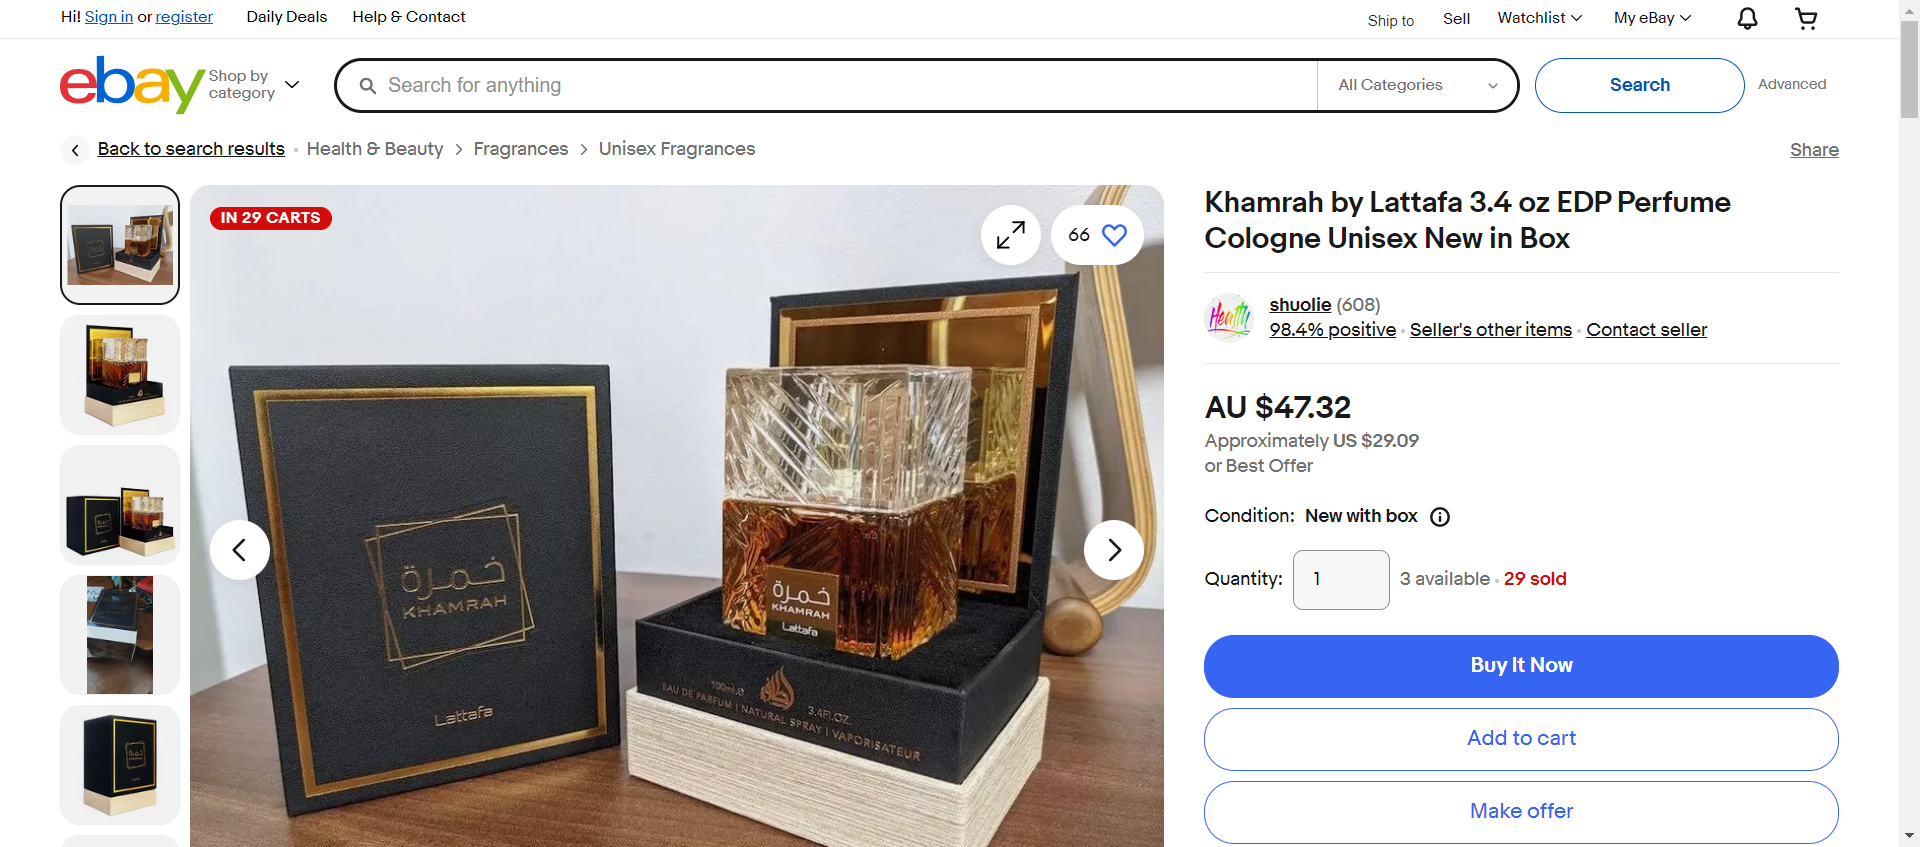 Hi! Sign in or register
Daily Deals
Help & Contact
Ship to
Sell
Watchlist
My eBay
ebay
Shop by
category
Search for anything
All Categories
Search
Advanced
Back to search results
Health & Beauty
Fragrances
Unisex Fragrances
Share
IN 29 CARTS
66
خمرة
KHAMRAH
Lattafa
خمرة
KHAMRAH
Lattafa
100ml.e
3.4FL.OZ.
EAU DE PARFUM | NATURAL SPRAY | VAPORISATEUR
Khamrah by Lattafa 3.4 oz EDP Perfume
Cologne Unisex New in Box
Health
shuolie (608)
98.4% positive
Seller's other items
Contact seller
AU $47.32
Approximately US $29.09
or Best Offer
Condition: New with box
Quantity: 1
3 available
29 sold
Buy It Now
Add to cart
Make offer